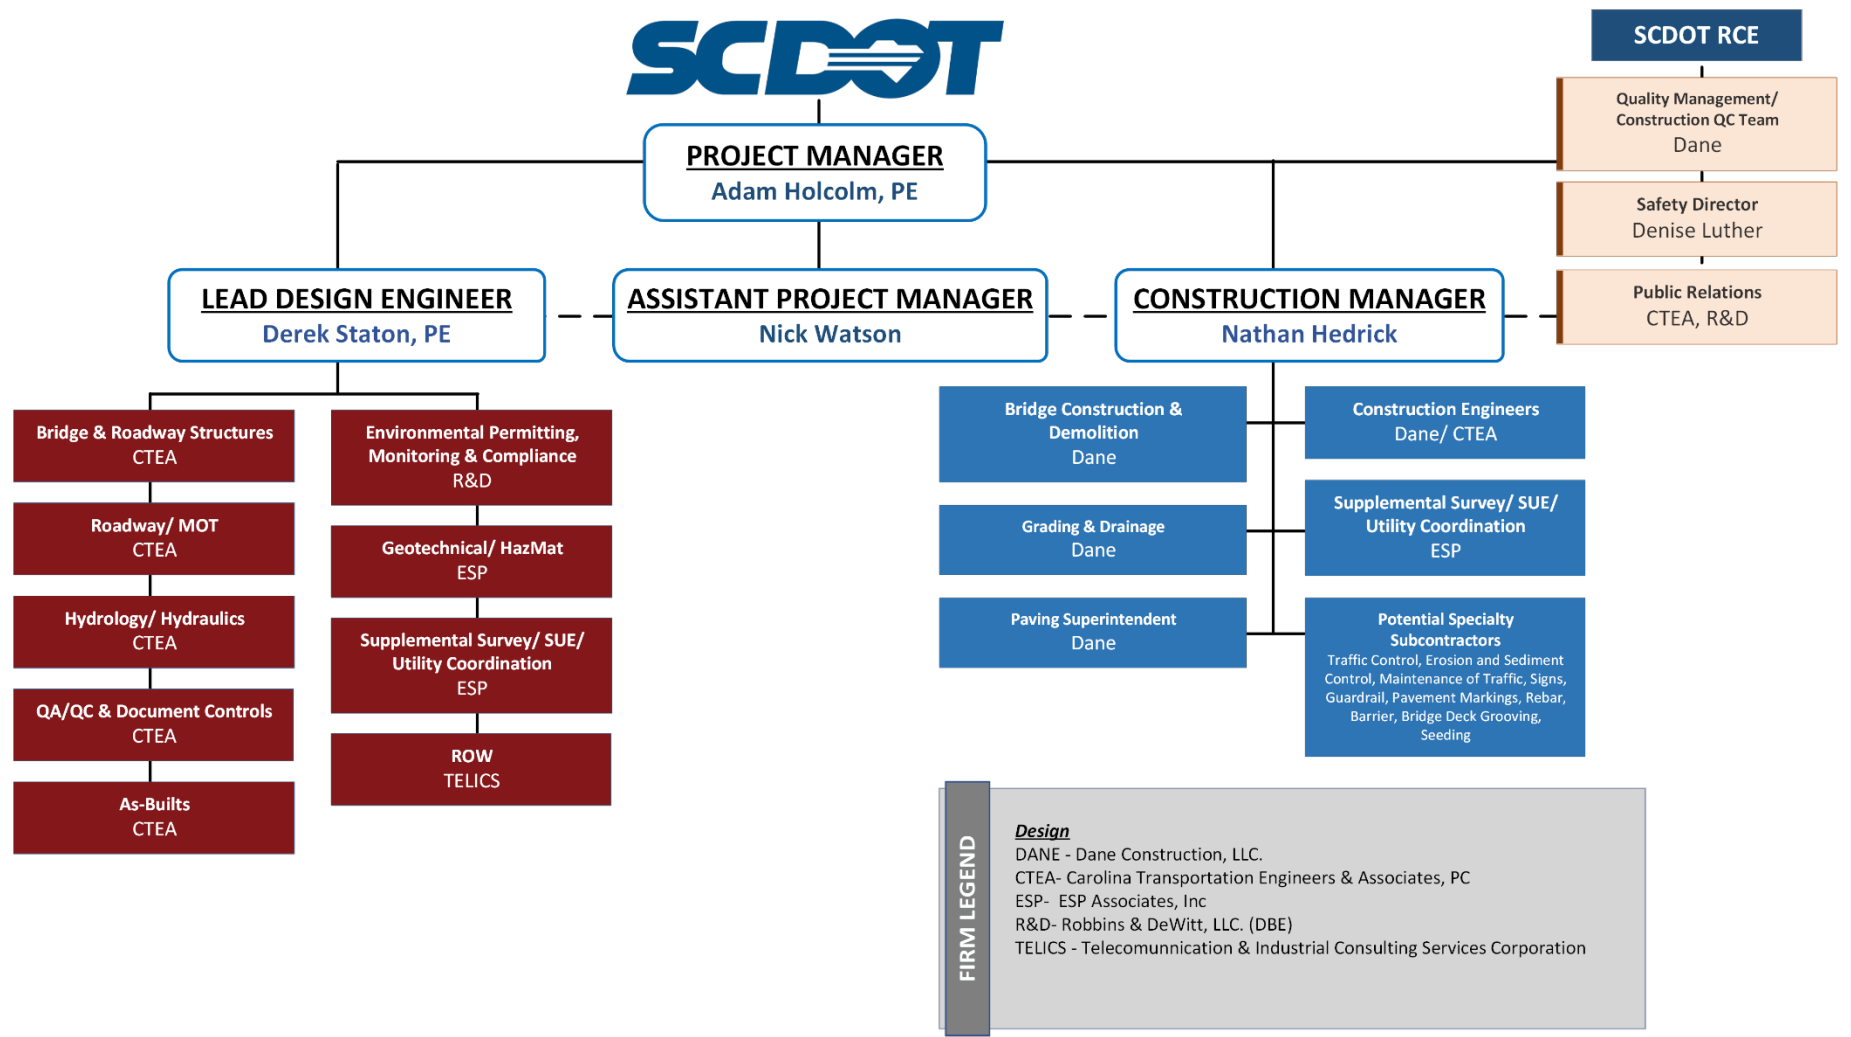 SCDOT
SCDOT RCE
Quality Management/
Construction QC Team
Dane
PROJECT MANAGER
Adam Holcolm, PE
Safety Director
Denise Luther
LEAD DESIGN ENGINEER
Derek Staton, PE
ASSISTANT PROJECT MANAGER
Nick Watson
CONSTRUCTION MANAGER
Nathan Hedrick
Public Relations
CTEA, R&D
Bridge & Roadway Structures
CTEA
Roadway/ MOT
CTEA
Hydrology/ Hydraulics
CTEA
QA/QC & Document Controls
CTEA
As-Builts
CTEA
Environmental Permitting,
Monitoring & Compliance
R&D
Geotechnical/ HazMat
ESP
Supplemental Survey/ SUE/
Utility Coordination
ESP
ROW
TELICS
Bridge Construction &
Demolition
Dane
Grading & Drainage
Dane
Paving Superintendent
Dane
Construction Engineers
Dane/ CTEA
Supplemental Survey/ SUE/
Utility Coordination
ESP
Potential Specialty
Subcontractors
Traffic Control, Erosion and Sediment
Control, Maintenance of Traffic, Signs,
Guardrail, Pavement Markings, Rebar,
Barrier, Bridge Deck Grooving,
Seeding
FIRM LEGEND
Design
DANE - Dane Construction, LLC.
CTEA- Carolina Transportation Engineers & Associates, PC
ESP-  ESP Associates, Inc
R&D- Robbins & DeWitt, LLC. (DBE)
TELICS - Telecomunnication & Industrial Consulting Services Corporation